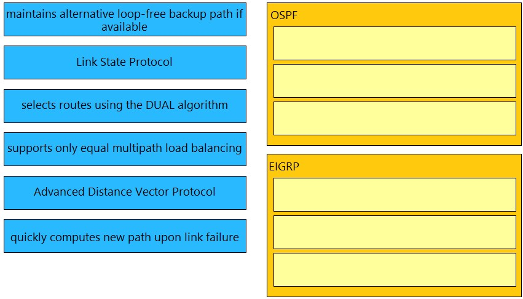 maintains alternative loop-free backup path if
available
Link State Protocol
selects routes using the DUAL algorithm
supports only equal multipath load balancing
Advanced Distance Vector Protocol
quickly computes new path upon link failure
OSPF
EIGRP